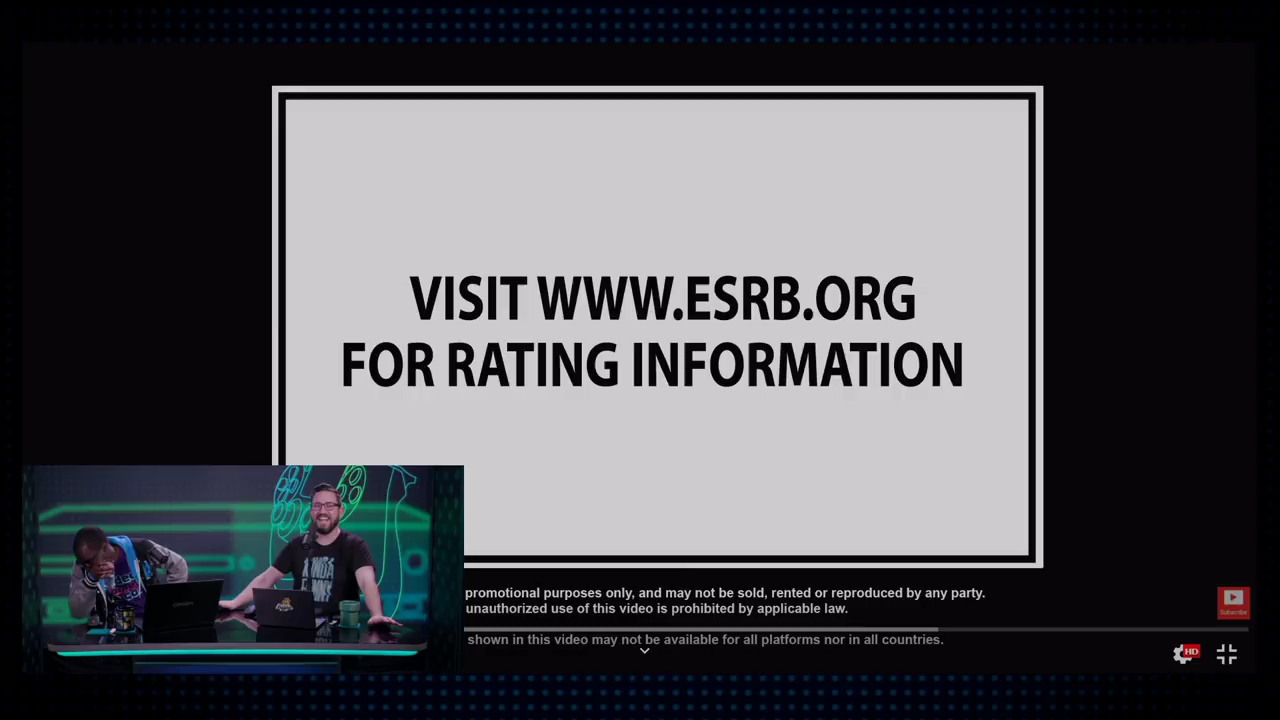 VISIT WWW.ESRB.ORG
FOR RATING INFORMATION
promotional purposes only, and may not be sold, rented or reproduced by any party.
unauthorized use of this video is prohibited by applicable law.
shown in this video may not be available for all platforms nor in all countries.
Subscribe
HD